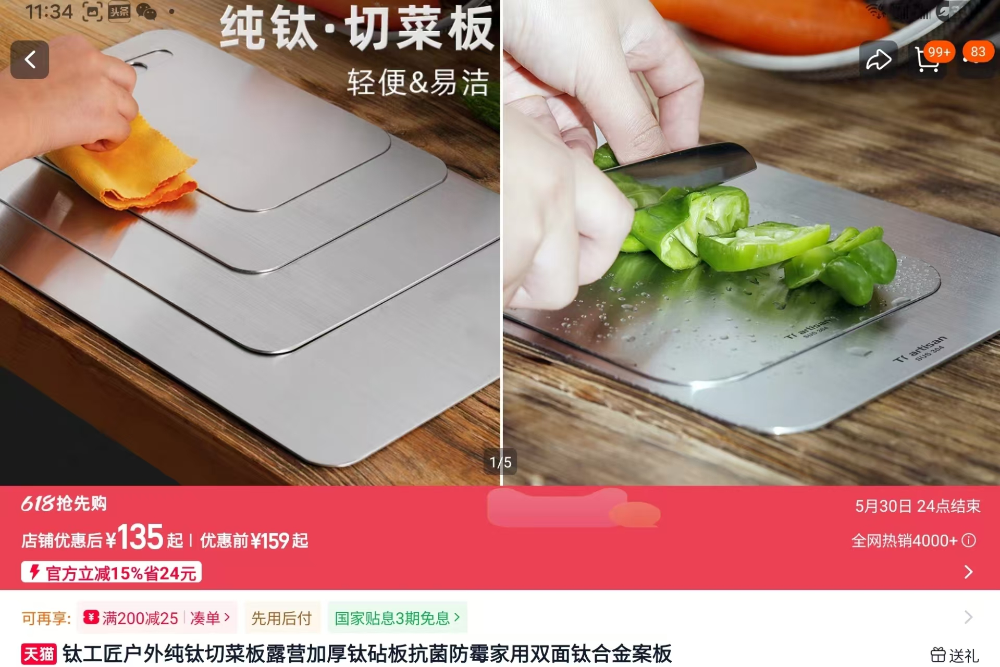 11:34 头条
纯钛·切菜板
轻便&易洁
99+
83
Ti artisan
SUS 304
Ti artisan
SUS 304
1/5
618抢先购
5月30日 24点结束
店铺优惠后¥135起 | 优惠前¥159起
全网热销4000+
官方立减15%省24元
可再享: ¥满200减25 | 凑单 先用后付 国家贴息3期免息
天猫 钛工匠户外纯钛切菜板露营加厚钛砧板抗菌防霉家用双面钛合金案板
送礼